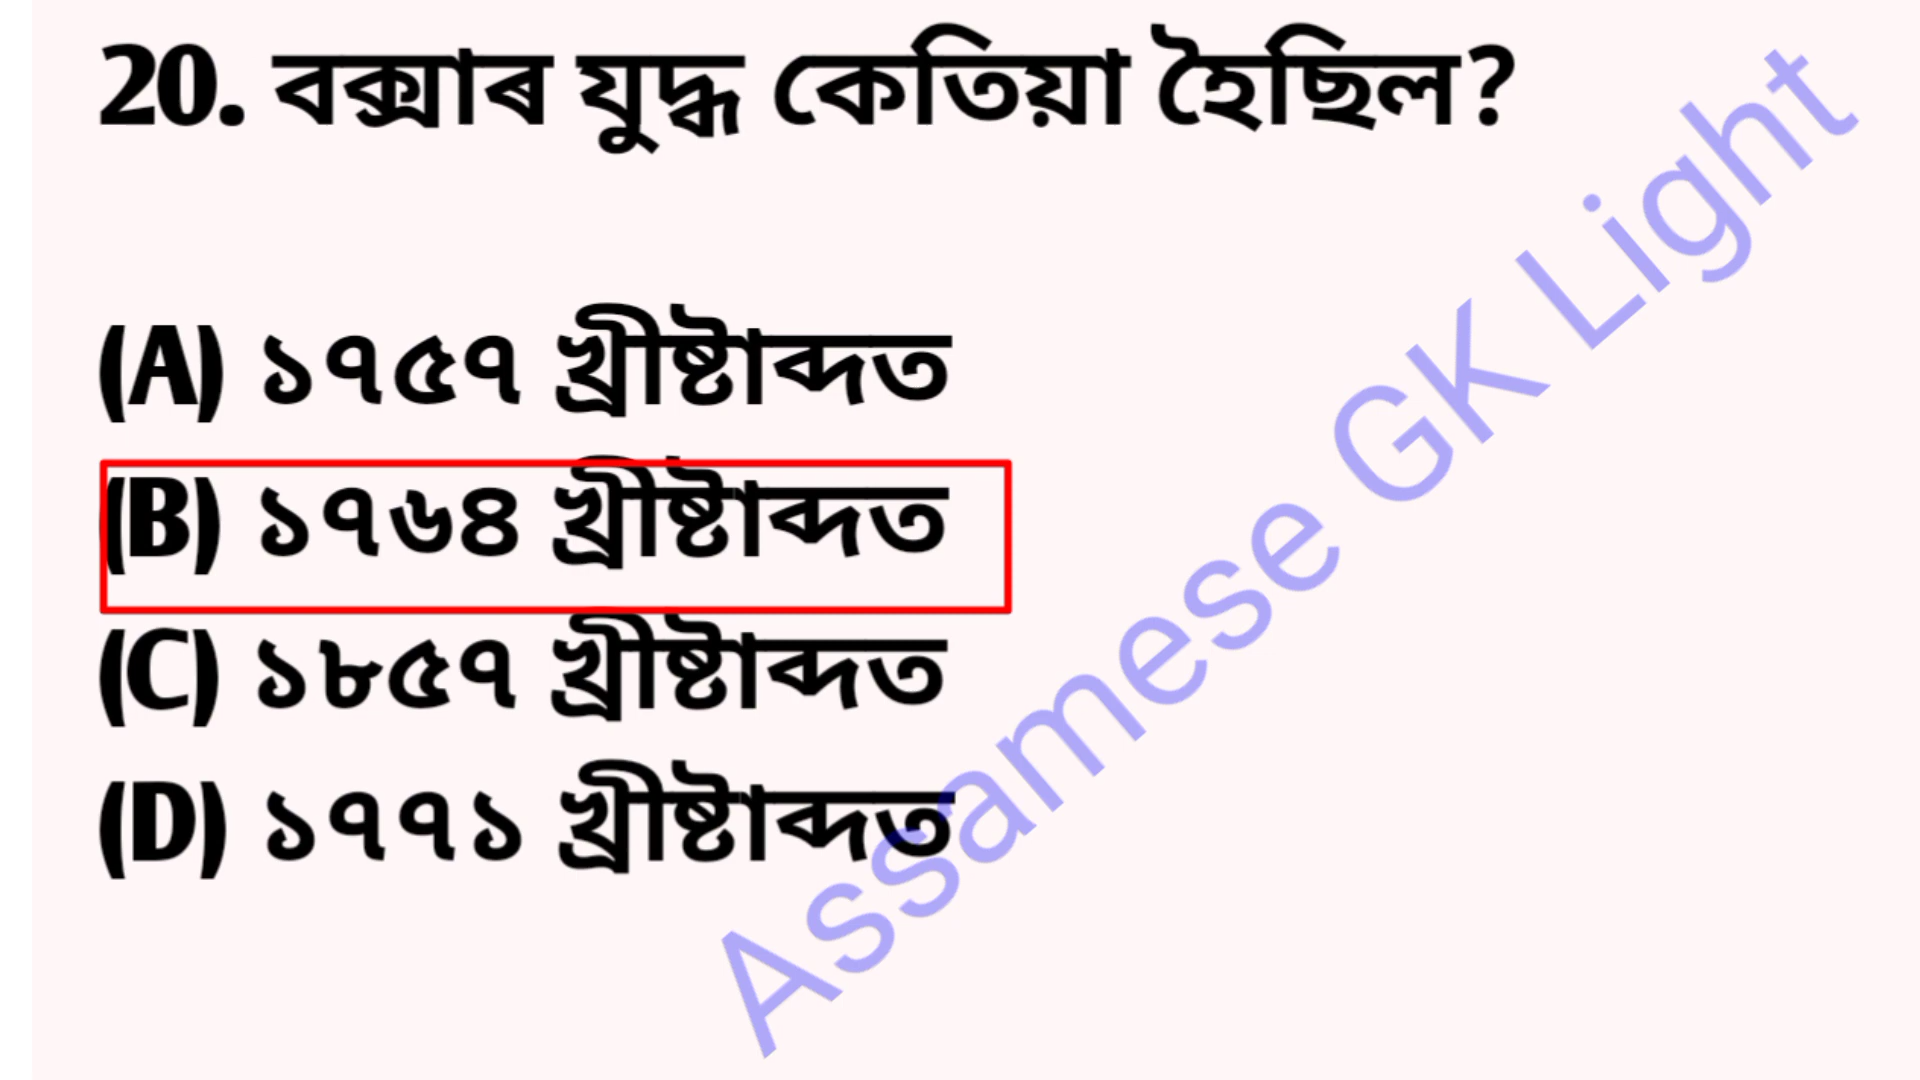 20. বক্সাৰ যুদ্ধ কেতিয়া হৈছিল?
(A) ১৭৫৭ খ্ৰীষ্টাব্দত
(B) ১৭৬৪ খ্ৰীষ্টাব্দত
(C) ১৮৫৭ খ্ৰীষ্টাব্দত
(D) ১৭৭১ খ্ৰীষ্টাব্দত
Assamese GK Light